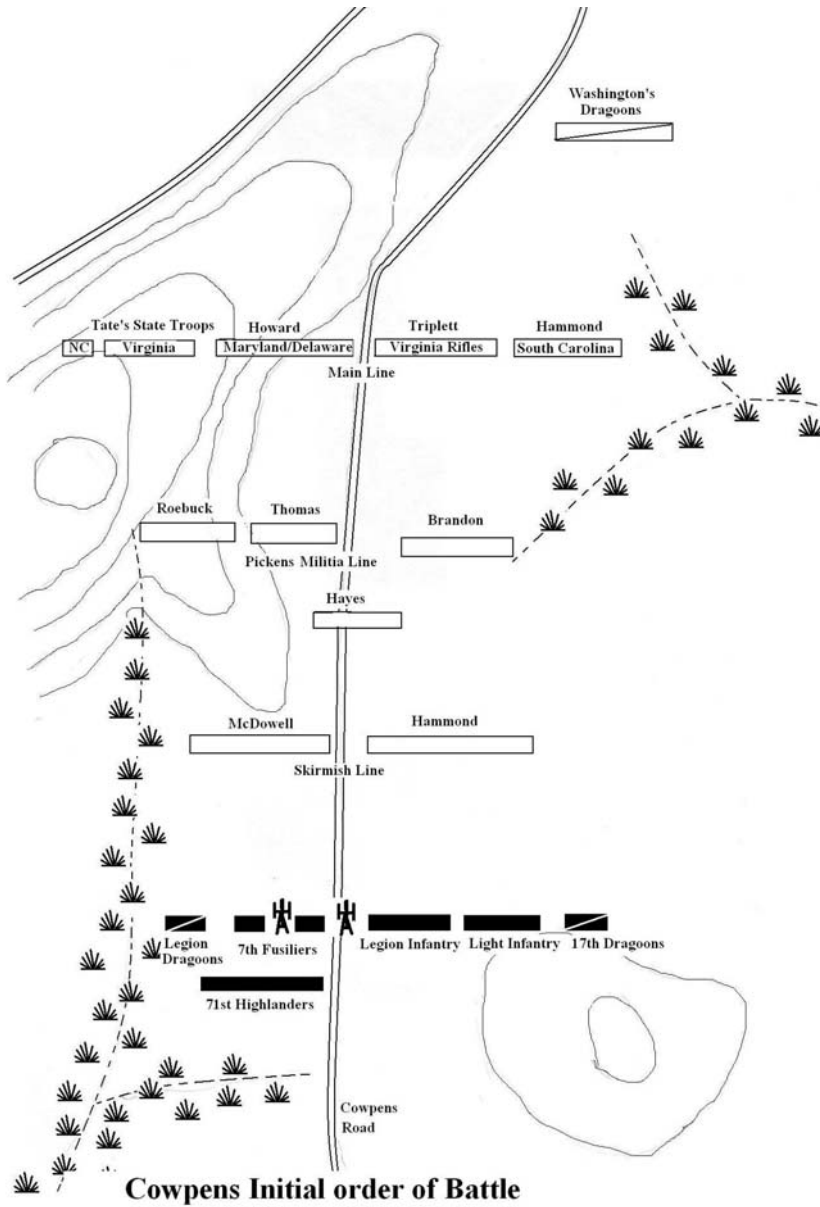 Washington's
Dragoons
Tate's State Troops
Howard
Triplett
Hammond
NC
Virginia
Maryland/Delaware
Virginia Rifles
South Carolina
Main Line
Roebuck
Thomas
Brandon
Pickens Militia Line
Hayes
McDowell
Hammond
Skirmish Line
Legion
Dragoons
7th Fusiliers
Legion Infantry
Light Infantry
17th Dragoons
71st Highlanders
Cowpens
Road
Cowpens Initial order of Battle